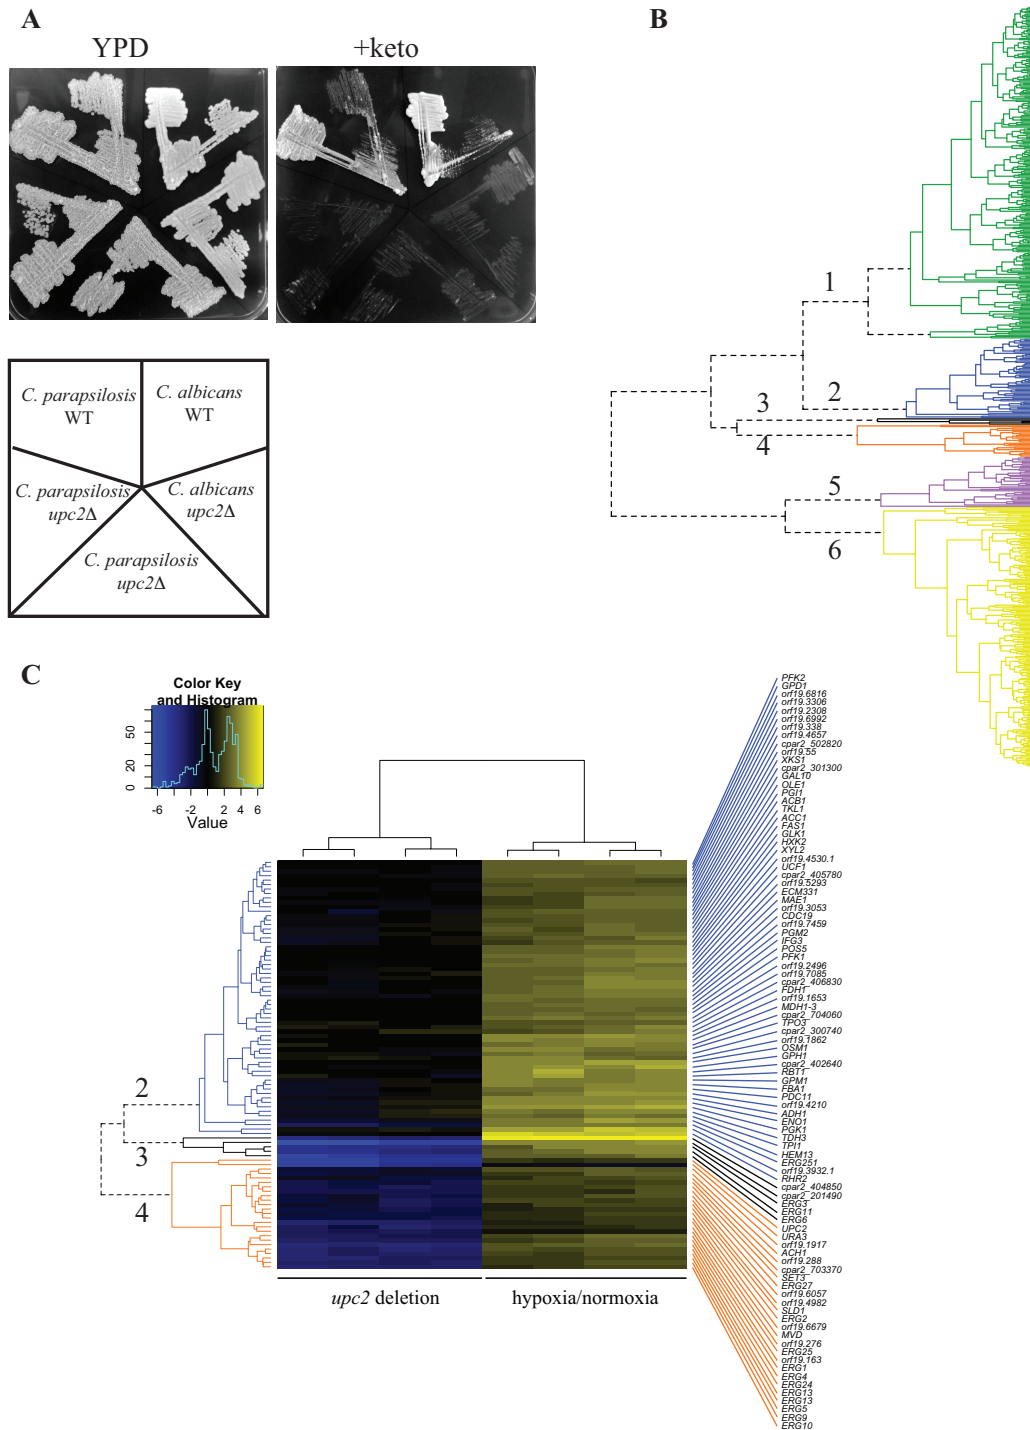 A
YPD
+keto
C. parapsilosis
WT
C. albicans
WT
C. parapsilosis
upc2Δ
C. albicans
upc2Δ
C. parapsilosis
upc2Δ
B
1
2
3
4
5
6
C
Color Key
and Histogram
0 10 30 50
-6 -2 0 2 4 6
Value
2
3
4
upc2 deletion
hypoxia/normoxia
PFK2
GPD1
orf19.6816
orf19.3306
orf19.2308
orf19.6992
orf19.338
orf19.4657
cpar2_502820
orf19.55
XKS1
cpar2_301300
GAL10
OLE1
PGI1
ACB1
TKL1
ACC1
FAS1
GLK1
HXK2
XYL2
orf19.4530.1
UCF1
cpar2_405780
orf19.5293
ECM331
MAE1
orf19.3053
CDC19
orf19.7459
PGM2
IFG3
POS5
PFK1
orf19.2496
orf19.7085
cpar2_406830
FDH1
orf19.1653
MDH1-3
cpar2_704060
TPO3
cpar2_300740
orf19.1862
OSM1
GPH1
cpar2_402640
RBT1
GPM1
FBA1
PDC11
orf19.4210
ADH1
ENO1
PGK1
TDH3
TPI1
HEM13
ERG251
orf19.3932.1
RHR2
cpar2_404850
cpar2_201490
ERG3
ERG11
ERG6
UPC2
URA3
orf19.1917
ACH1
orf19.288
cpar2_703370
SET3
ERG27
orf19.6057
orf19.4982
SLD1
ERG2
orf19.6679
MVD
orf19.276
ERG25
orf19.163
ERG1
ERG4
ERG24
ERG13
ERG13
ERG5
ERG9
ERG10